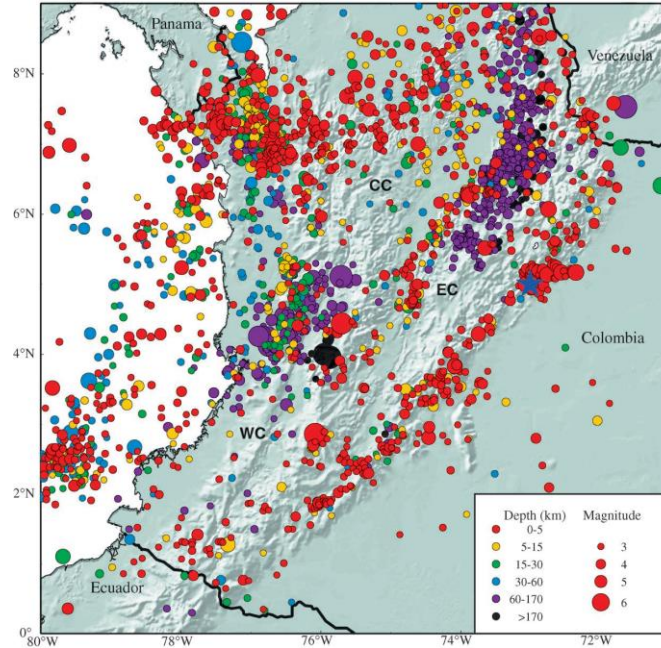 Panama
Venezuela
8°N
6°N
CC
EC
Colombia
4°N
WC
2°N
Ecuador
0°
80°W
78°W
76°W
74°W
72°W
Depth (km)
0-5
5-15
15-30
30-60
60-170
>170
Magnitude
3
4
5
6